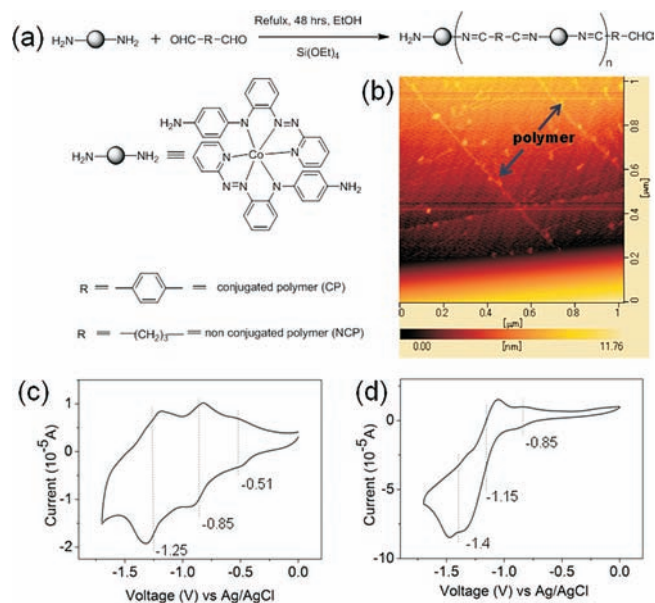 (a)
H2N NH2 + OHC-R-CHO
Refulx, 48 hrs, EtOH
Si(OEt)4
H2N N=C-R-C=N N=C R-CHO
n
H2N
N N=N
N Co N
N=N N
NH2
H2N NH2
R = = conjugated polymer (CP)
R = -(CH2)3- = non conjugated polymer (NCP)
(b)
polymer
1
0.8
0.6
0.4
0.2
0
[µm]
0 0.2 0.4 0.6 0.8 1
[µm]
0.00 [nm] 11.76
(c)
Current (10-5A)
1
0
-1
-2
-0.51
-0.85
-1.25
-1.5 -1.0 -0.5 0.0
Voltage (V) vs Ag/AgCl
(d)
Current (10-5A)
0
-5
-10
-0.85
-1.15
-1.4
-1.5 -1.0 -0.5 0.0
Voltage (V) vs Ag/AgCl